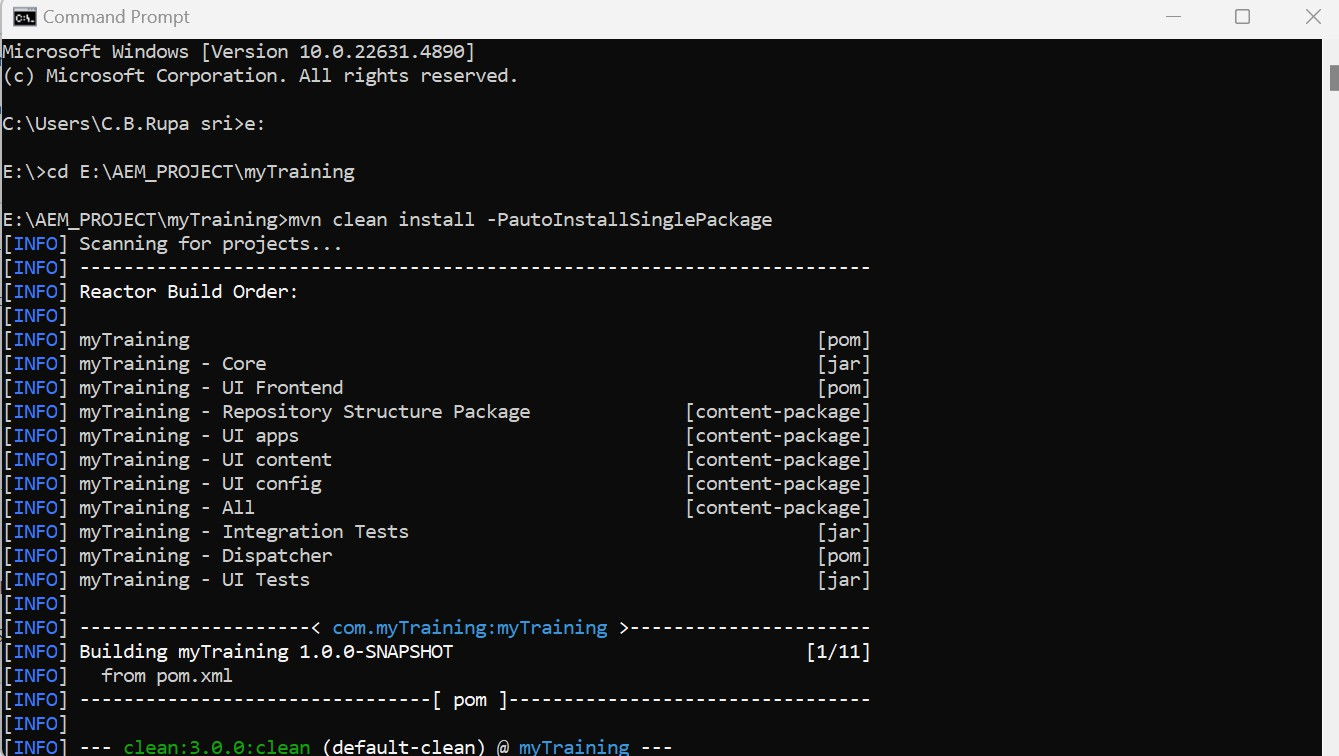 Command Prompt
Microsoft Windows [Version 10.0.22631.4890]
(c) Microsoft Corporation. All rights reserved.
C:\Users\C.B.Rupa sri>e:
E:\>cd E:\AEM_PROJECT\myTraining
E:\AEM_PROJECT\myTraining>mvn clean install -PautoInstallSinglePackage
[INFO] Scanning for projects...
[INFO] ------------------------------------------------------------------------
[INFO] Reactor Build Order:
[INFO]
[INFO] myTraining                                                         [pom]
[INFO] myTraining - Core                                                  [jar]
[INFO] myTraining - UI Frontend                                           [pom]
[INFO] myTraining - Repository Structure Package              [content-package]
[INFO] myTraining - UI apps                                   [content-package]
[INFO] myTraining - UI content                                [content-package]
[INFO] myTraining - UI config                                 [content-package]
[INFO] myTraining - All                                       [content-package]
[INFO] myTraining - Integration Tests                                     [jar]
[INFO] myTraining - Dispatcher                                            [pom]
[INFO] myTraining - UI Tests                                              [jar]
[INFO]
[INFO] ---------------------< com.myTraining:myTraining >----------------------
[INFO] Building myTraining 1.0.0-SNAPSHOT                                [1/11]
[INFO]   from pom.xml
[INFO] --------------------------------[ pom ]---------------------------------
[INFO]
[INFO] --- clean:3.0.0:clean (default-clean) @ myTraining ---